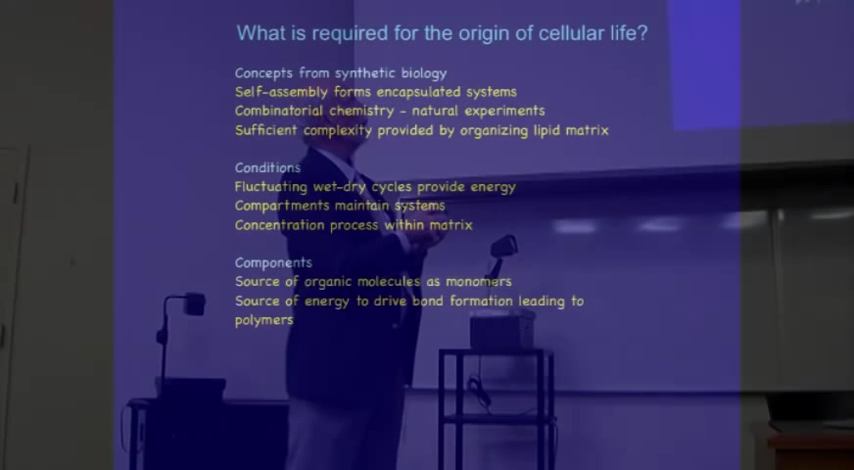 What is required for the origin of cellular life?
Concepts from synthetic biology
Self-assembly forms encapsulated systems
Combinatorial chemistry - natural experiments
Sufficient complexity provided by organizing lipid matrix
Conditions
Fluctuating wet-dry cycles provide energy
Compartments maintain systems
Concentration process within matrix
Components
Source of organic molecules as monomers
Source of energy to drive bond formation leading to
polymers